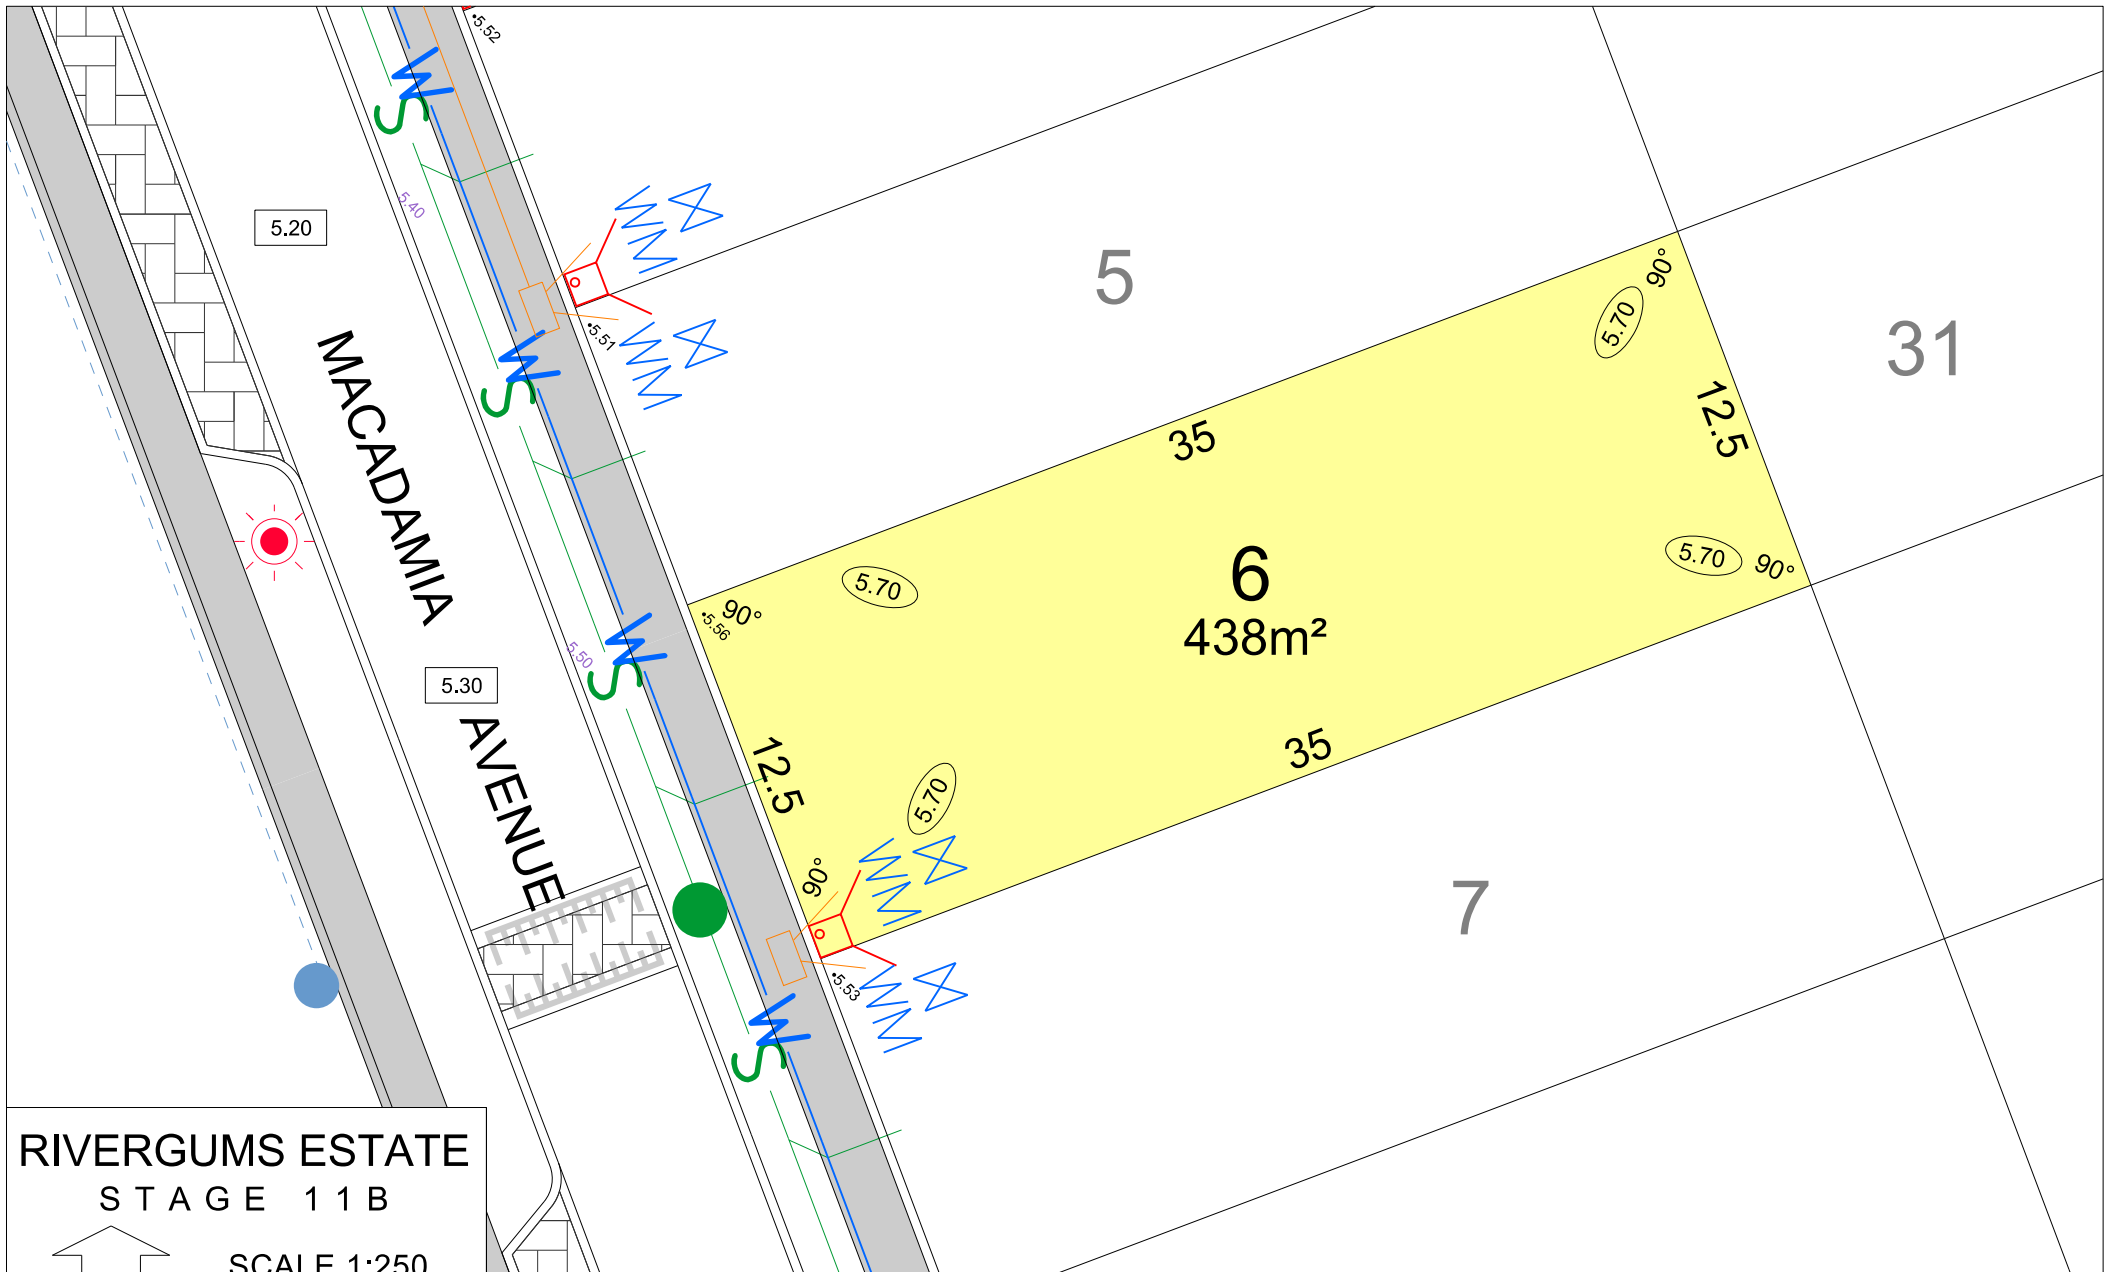 •5.52
W
S
5.40
5.20
W
W
5
31
•5.51
W
W
W
S
MACADAMIA AVENUE
90°
5.70
12.5
35
6
438m²
5.70
90°
5.70
90°
•5.56
5.50
W
S
5.30
12.5
35
5.70
90°
W
W
7
•5.53
W
W
W
S
RIVERGUMS ESTATE
STAGE 11B
SCALE 1:250